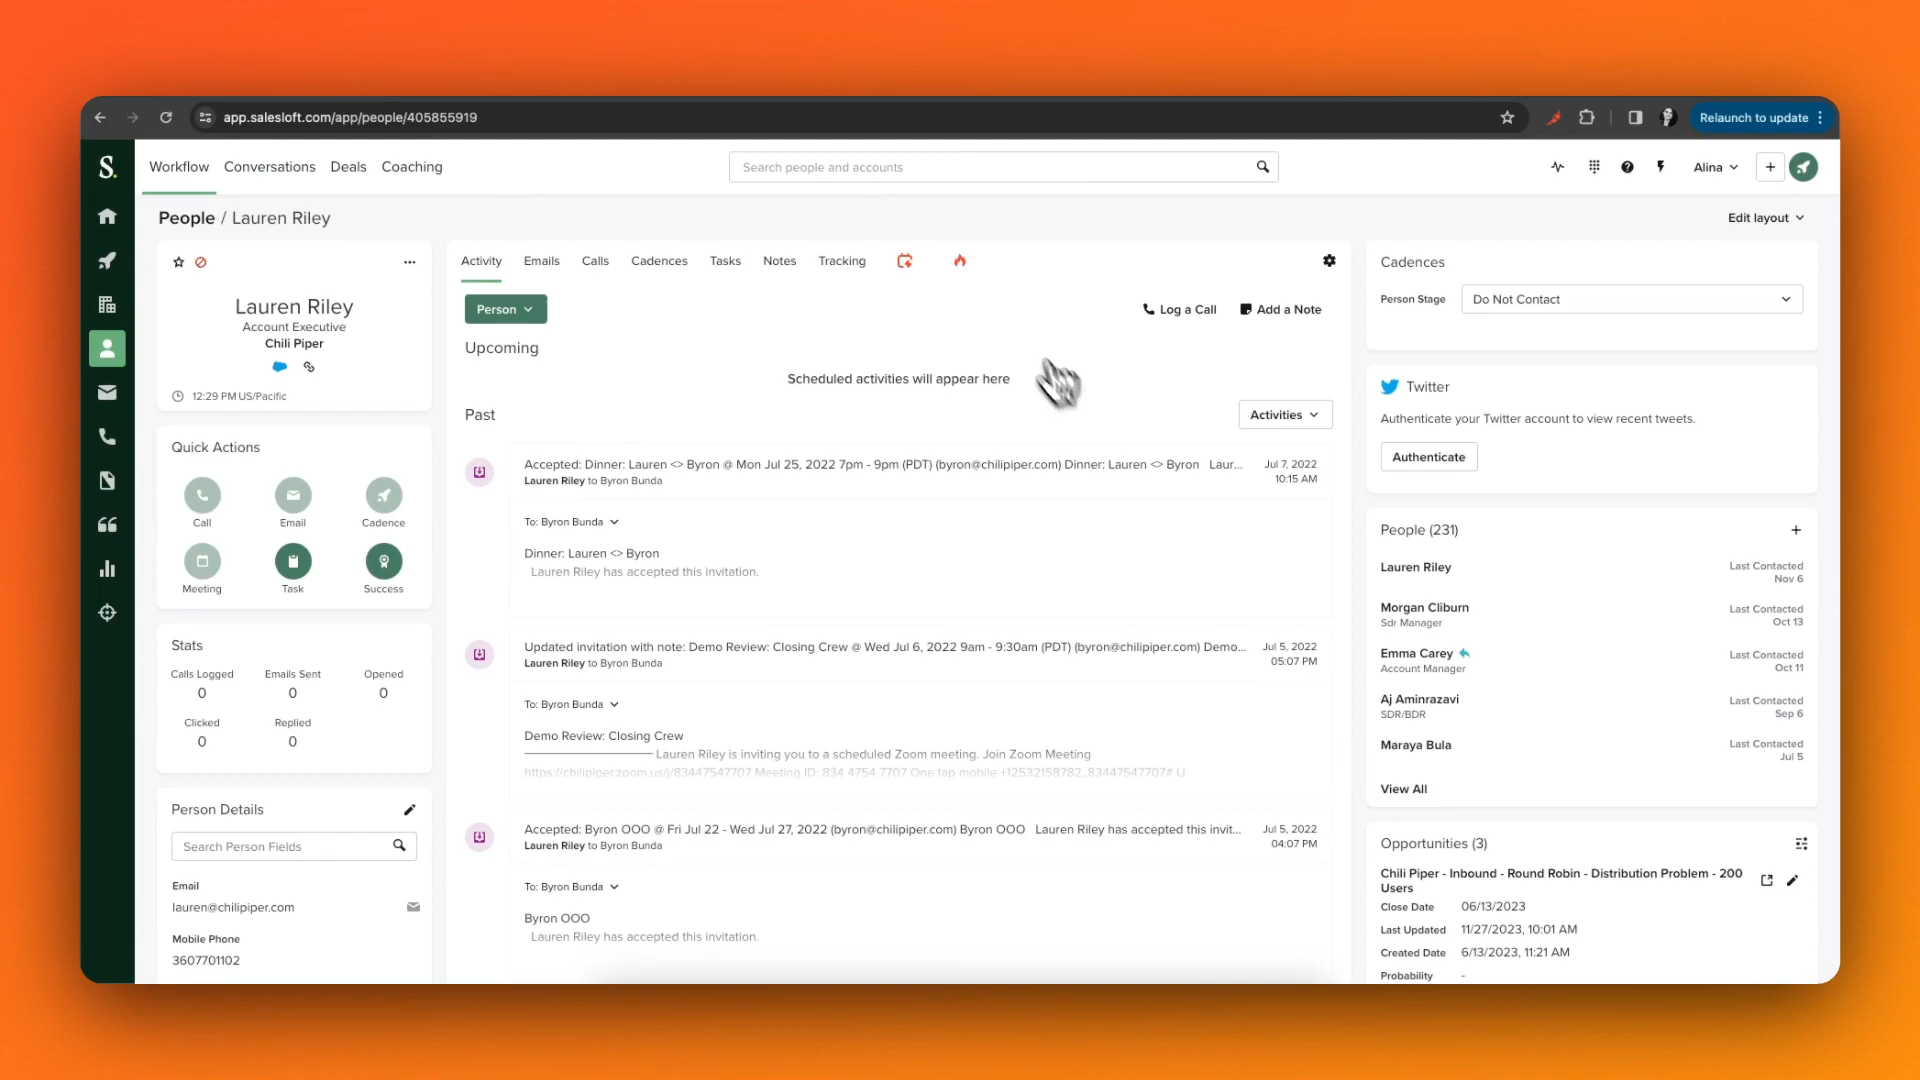 app.salesloft.com/app/people/405855919
Relaunch to update
S.
Workflow
Conversations
Deals
Coaching
Search people and accounts
Alina
People / Lauren Riley
Edit layout
Lauren Riley
Account Executive
Chili Piper
12:29 PM US/Pacific
Quick Actions
Call
Email
Cadence
Meeting
Task
Success
Stats
Calls Logged
0
Emails Sent
0
Opened
0
Clicked
0
Replied
0
Person Details
Search Person Fields
Email
lauren@chilipiper.com
Mobile Phone
3607701102
Activity
Emails
Calls
Cadences
Tasks
Notes
Tracking
Person
Log a Call
Add a Note
Upcoming
Scheduled activities will appear here
Past
Activities
Accepted: Dinner: Lauren <> Byron @ Mon Jul 25, 2022 7pm - 9pm (PDT) (byron@chilipiper.com) Dinner: Lauren <> Byron Laur...
Jul 7, 2022
Lauren Riley to Byron Bunda
10:15 AM
To: Byron Bunda
Dinner: Lauren <> Byron
Lauren Riley has accepted this invitation.
Updated invitation with note: Demo Review: Closing Crew @ Wed Jul 6, 2022 9am - 9:30am (PDT) (byron@chilipiper.com) Demo...
Jul 5, 2022
Lauren Riley to Byron Bunda
05:07 PM
To: Byron Bunda
Demo Review: Closing Crew
Lauren Riley is inviting you to a scheduled Zoom meeting. Join Zoom Meeting
https://chilipiper.zoom.us/j/83447547707 Meeting ID: 834 4754 7707 One tap mobile +12532158782,,83447547707# U
Accepted: Byron OOO @ Fri Jul 22 - Wed Jul 27, 2022 (byron@chilipiper.com) Byron OOO Lauren Riley has accepted this invit...
Jul 5, 2022
Lauren Riley to Byron Bunda
04:07 PM
To: Byron Bunda
Byron OOO
Lauren Riley has accepted this invitation.
Cadences
Person Stage
Do Not Contact
Twitter
Authenticate your Twitter account to view recent tweets.
Authenticate
People (231)
Lauren Riley
Last Contacted
Nov 6
Morgan Cliburn
Sdr Manager
Last Contacted
Oct 13
Emma Carey
Account Manager
Last Contacted
Oct 11
Aj Aminrazavi
SDR/BDR
Last Contacted
Sep 6
Maraya Bula
Last Contacted
Jul 5
View All
Opportunities (3)
Chili Piper - Inbound - Round Robin - Distribution Problem - 200
Users
Close Date 06/13/2023
Last Updated 11/27/2023, 10:01 AM
Created Date 6/13/2023, 11:21 AM
Probability -